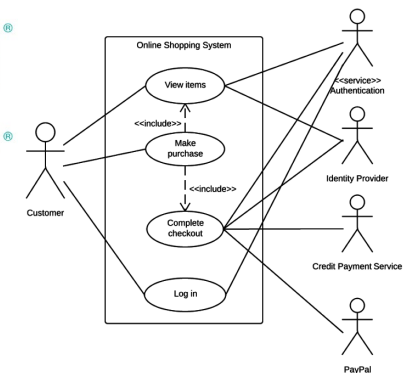 ®
Online Shopping System
View items
<<include>>
Make
purchase
<<include>>
Complete
checkout
Log in
®
Customer
<<service>>
Authentication
Identity Provider
Credit Payment Service
PayPal